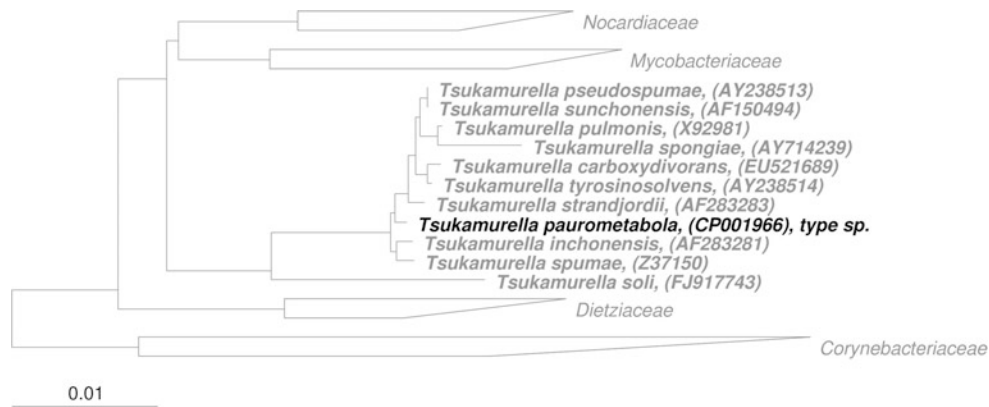 Nocardiaceae
Mycobacteriaceae
Tsukamurella pseudospumae, (AY238513)
Tsukamurella sunchonensis, (AF150494)
Tsukamurella pulmonis, (X92981)
Tsukamurella spongiae, (AY714239)
Tsukamurella carboxydivorans, (EU521689)
Tsukamurella tyrosinosolvens, (AY238514)
Tsukamurella strandjordii, (AF283283)
Tsukamurella paurometabola, (CP001966), type sp.
Tsukamurella inchonensis, (AF283281)
Tsukamurella spumae, (Z37150)
Tsukamurella soli, (FJ917743)
Dietziaceae
Corynebacteriaceae
0.01